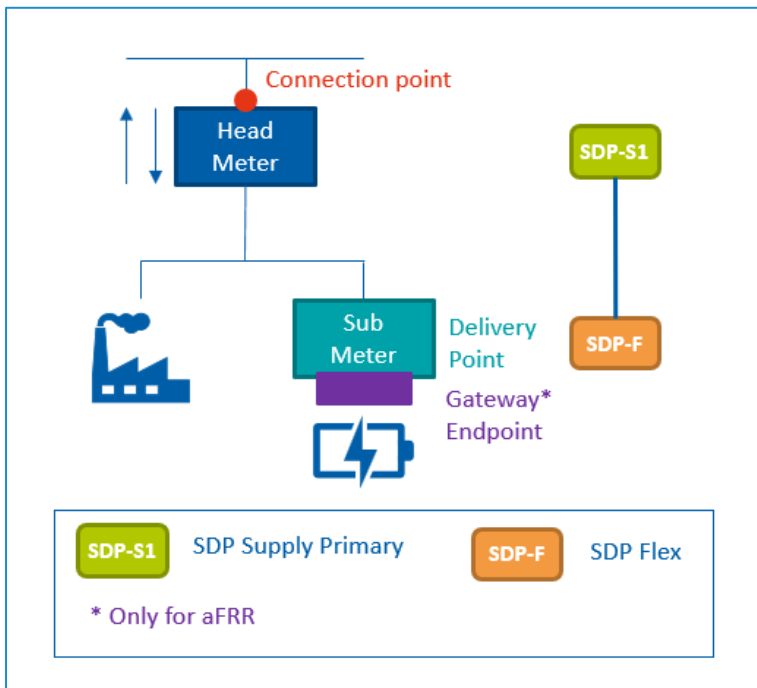 Connection point
Head
Meter
SDP-S1
Sub
Meter
Delivery
Point
SDP-F
Gateway*
Endpoint
SDP-S1 SDP Supply Primary SDP-F SDP Flex
* Only for aFRR